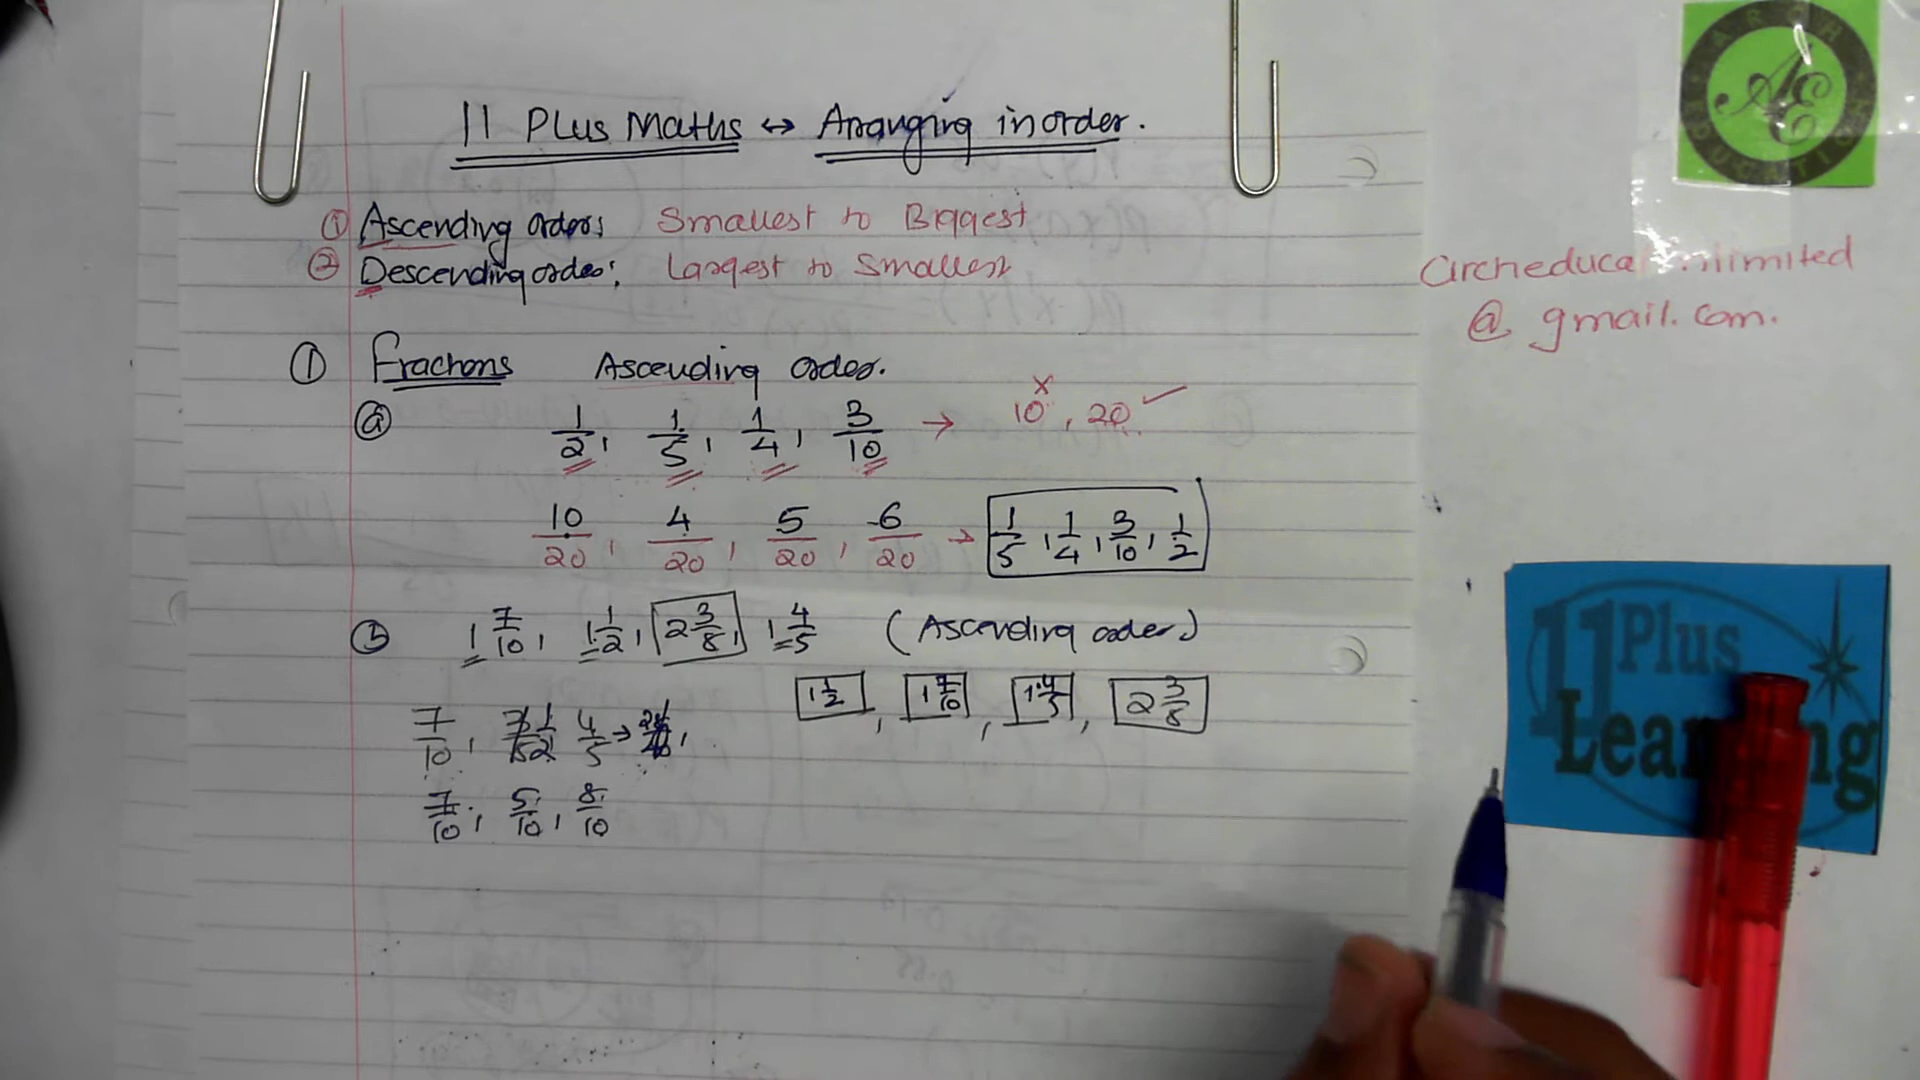 11 Plus Maths ↔ Arranging in order.
① Ascending order: Smallest to Biggest
② Descending order: Largest to Smallest
① Fractions Ascending order.
ⓐ 1/2, 1/5, 1/4, 3/10 → 10 x, 20 ✓
10/20, 4/20, 5/20, 6/20 → 1/5, 1/4, 3/10, 1/2
ⓑ 1 7/10, 1 1/2, 2 3/8, 1 4/5 (Ascending order)
1 1/2, 1 7/10, 1 4/5, 2 3/8
7/10, 4/5 →
7/10, 5/10, 8/10
@ gmail.com.
ARCH EDUCATION
AE
11 Plus